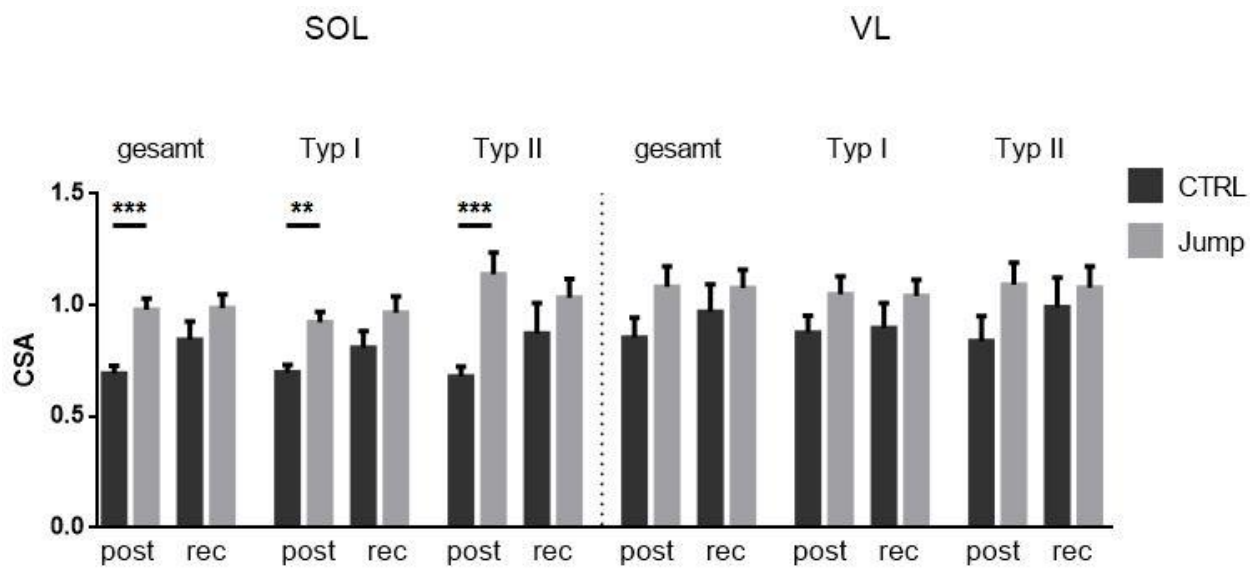 SOL VL
gesamt Typ I Typ II gesamt Typ I Typ II
CTRL
Jump
*** ** ***
CSA
1.5
1.0
0.5
0.0
post rec post rec post rec post rec post rec post rec